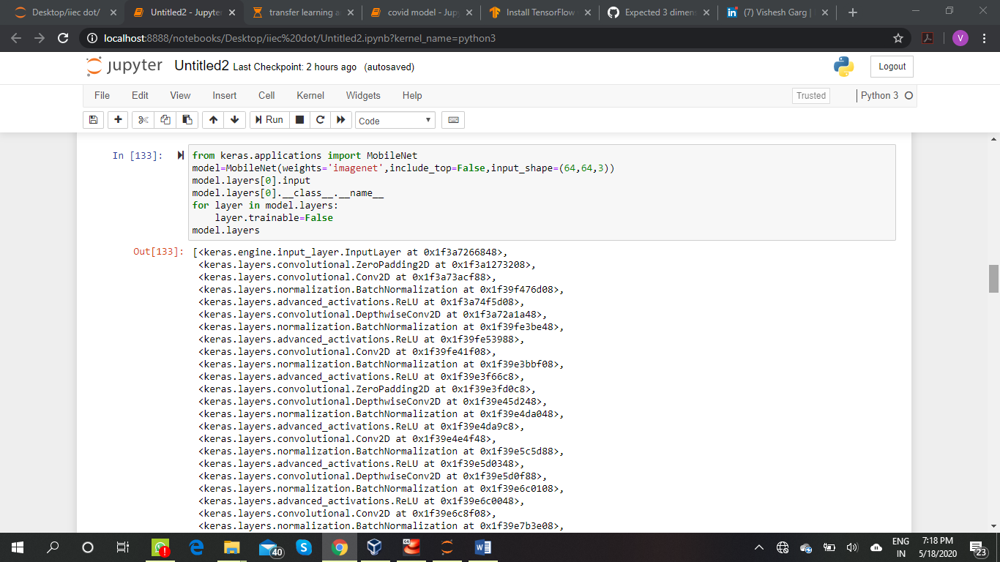 Desktop/iiec dot/
Untitled2 - Jupyter
transfer learning a
covid model - Jup
Install TensorFlow
Expected 3 dimens
(7) Vishesh Garg |
localhost:8888/notebooks/Desktop/iiec%20dot/Untitled2.ipynb?kernel_name=python3
V
jupyter Untitled2 Last Checkpoint: 2 hours ago (autosaved)
Logout
File Edit View Insert Cell Kernel Widgets Help
Trusted
Python 3
Run
Code
In [133]:
from keras.applications import MobileNet
model=MobileNet(weights='imagenet',include_top=False,input_shape=(64,64,3))
model.layers[0].input
model.layers[0].__class__.__name__
for layer in model.layers:
    layer.trainable=False
model.layers
Out[133]: [<keras.engine.input_layer.InputLayer at 0x1f3a7266848>,
<keras.layers.convolutional.ZeroPadding2D at 0x1f3a1273208>,
<keras.layers.convolutional.Conv2D at 0x1f3a73acf88>,
<keras.layers.normalization.BatchNormalization at 0x1f39f476d08>,
<keras.layers.advanced_activations.ReLU at 0x1f3a74f5d08>,
<keras.layers.convolutional.DepthwiseConv2D at 0x1f3a72a1a48>,
<keras.layers.normalization.BatchNormalization at 0x1f39fe3be48>,
<keras.layers.advanced_activations.ReLU at 0x1f39fe53988>,
<keras.layers.convolutional.Conv2D at 0x1f39fe41f08>,
<keras.layers.normalization.BatchNormalization at 0x1f39e3bbf08>,
<keras.layers.advanced_activations.ReLU at 0x1f39e3f66c8>,
<keras.layers.convolutional.ZeroPadding2D at 0x1f39e3fd0c8>,
<keras.layers.convolutional.DepthwiseConv2D at 0x1f39e45d248>,
<keras.layers.normalization.BatchNormalization at 0x1f39e4da048>,
<keras.layers.advanced_activations.ReLU at 0x1f39e4da9c8>,
<keras.layers.convolutional.Conv2D at 0x1f39e4e4f48>,
<keras.layers.normalization.BatchNormalization at 0x1f39e5c5d88>,
<keras.layers.advanced_activations.ReLU at 0x1f39e5d0348>,
<keras.layers.convolutional.DepthwiseConv2D at 0x1f39e5d0f88>,
<keras.layers.normalization.BatchNormalization at 0x1f39e6c0108>,
<keras.layers.advanced_activations.ReLU at 0x1f39e6c0048>,
<keras.layers.convolutional.Conv2D at 0x1f39e6c8f08>,
<keras.layers.normalization.BatchNormalization at 0x1f39e7b3e08>,
40
64
ENG
IN
7:18 PM
5/18/2020
23